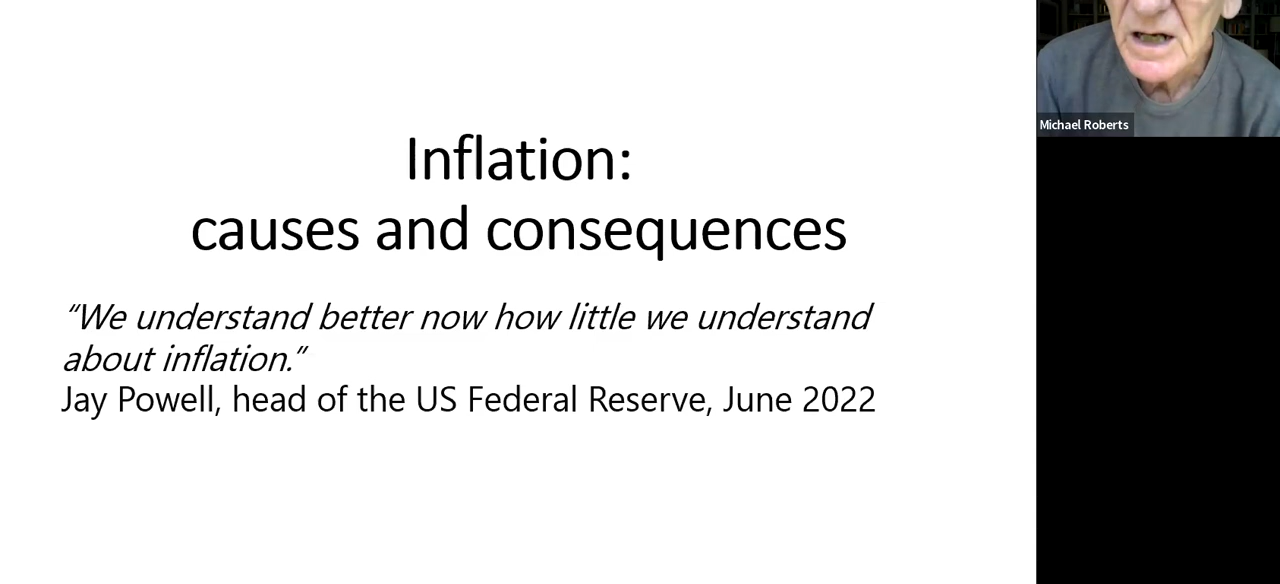 Inflation:
causes and consequences
“We understand better now how little we understand
about inflation.”
Jay Powell, head of the US Federal Reserve, June 2022
Michael Roberts